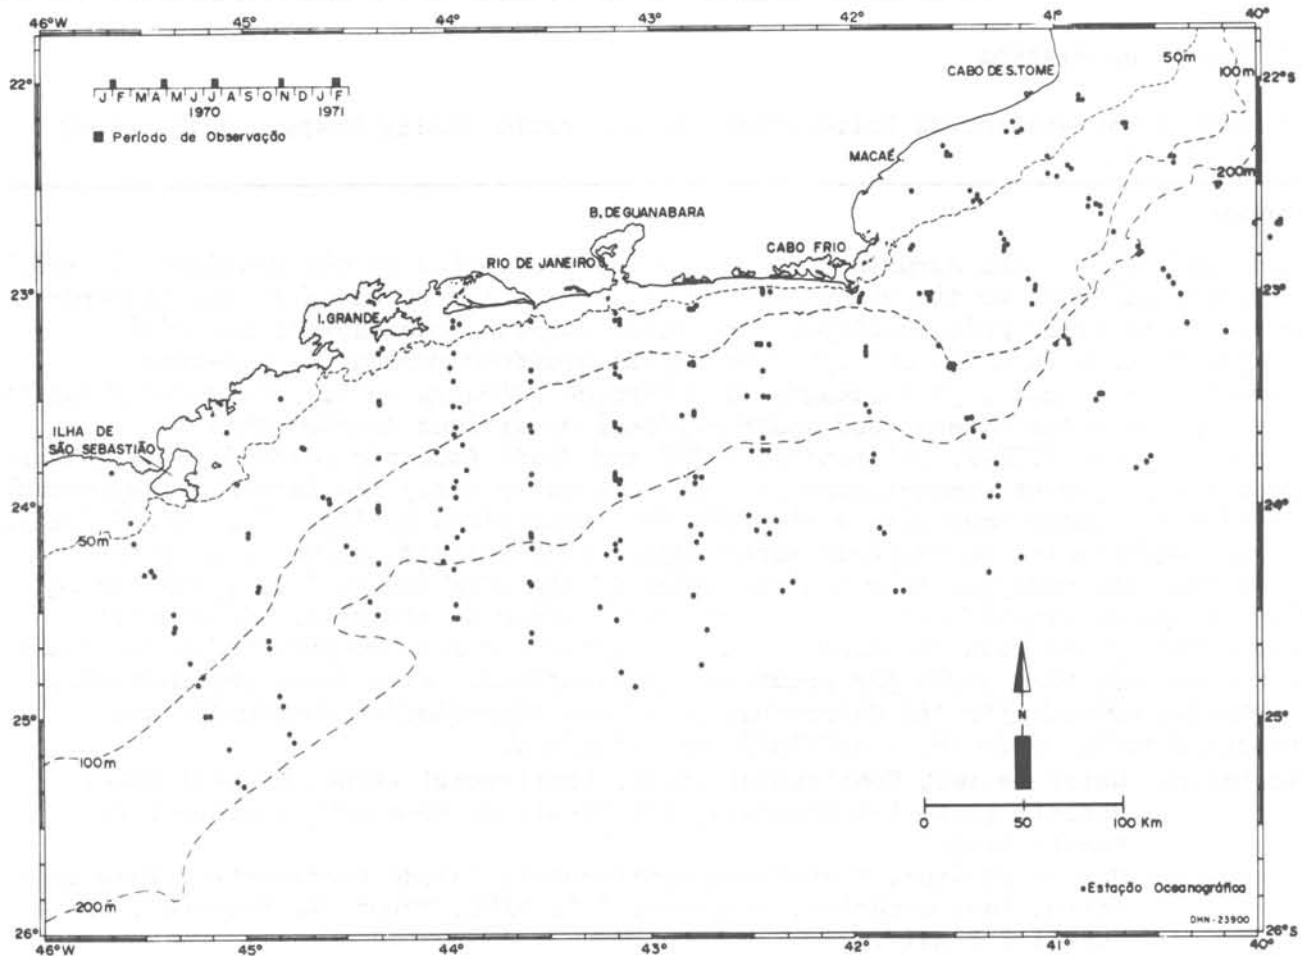 46°W 45° 44° 43° 42° 41° 40°
22°
J F M A M J J A S O N D J F
1970 1971
Período de Observação
CABO DE S.TOME
50m
100m
22°S
MACAÉ
200m
B. DE GUANABARA
RIO DE JANEIRO
CABO FRIO
23°
23°
I. GRANDE
ILHA DE
SÃO SEBASTIÃO
24°
24°
50m
25°
25°
100m
0 50 100 Km
200m
•Estação Oceanográfica
DHN-23900
26°
26°S
46°W 45° 44° 43° 42° 41° 40°